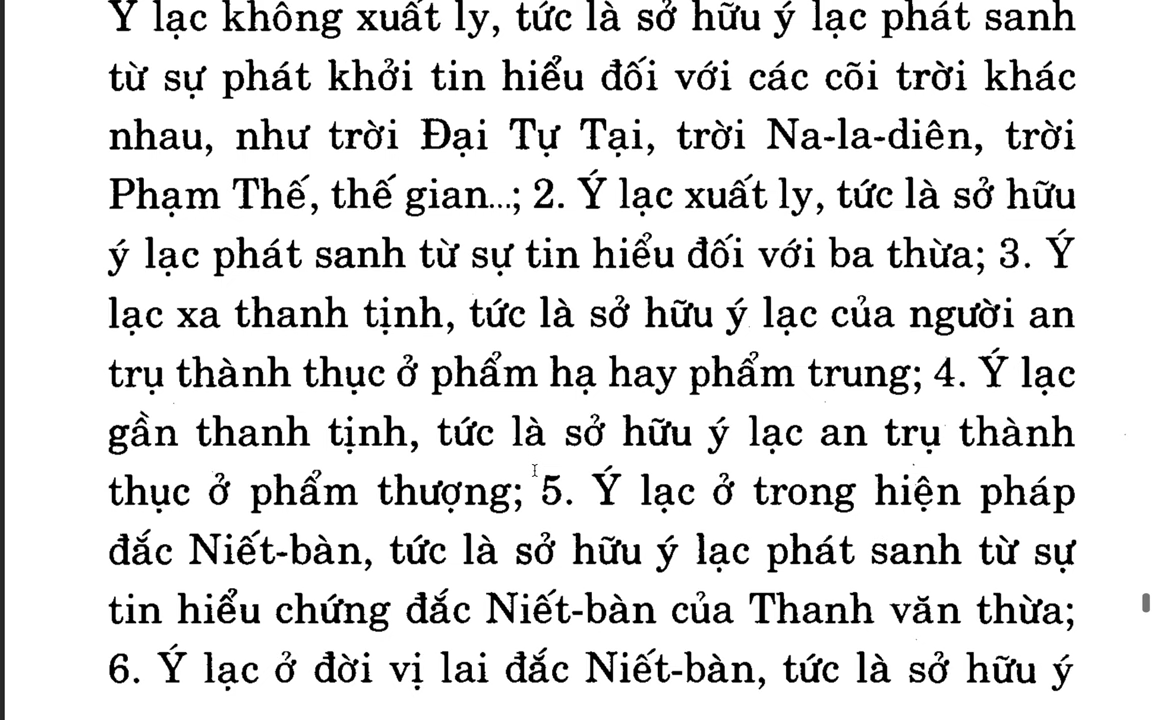 Ý lạc không xuất ly, tức là sở hữu ý lạc phát sanh
từ sự phát khởi tin hiểu đối với các cõi trời khác
nhau, như trời Đại Tự Tại, trời Na-la-diên, trời
Phạm Thế, thế gian...; 2. Ý lạc xuất ly, tức là sở hữu
ý lạc phát sanh từ sự tin hiểu đối với ba thừa; 3. Ý
lạc xa thanh tịnh, tức là sở hữu ý lạc của người an
trụ thành thục ở phẩm hạ hay phẩm trung; 4. Ý lạc
gần thanh tịnh, tức là sở hữu ý lạc an trụ thành
thục ở phẩm thượng; 5. Ý lạc ở trong hiện pháp
đắc Niết-bàn, tức là sở hữu ý lạc phát sanh từ sự
tin hiểu chứng đắc Niết-bàn của Thanh văn thừa;
6. Ý lạc ở đời vị lai đắc Niết-bàn, tức là sở hữu ý